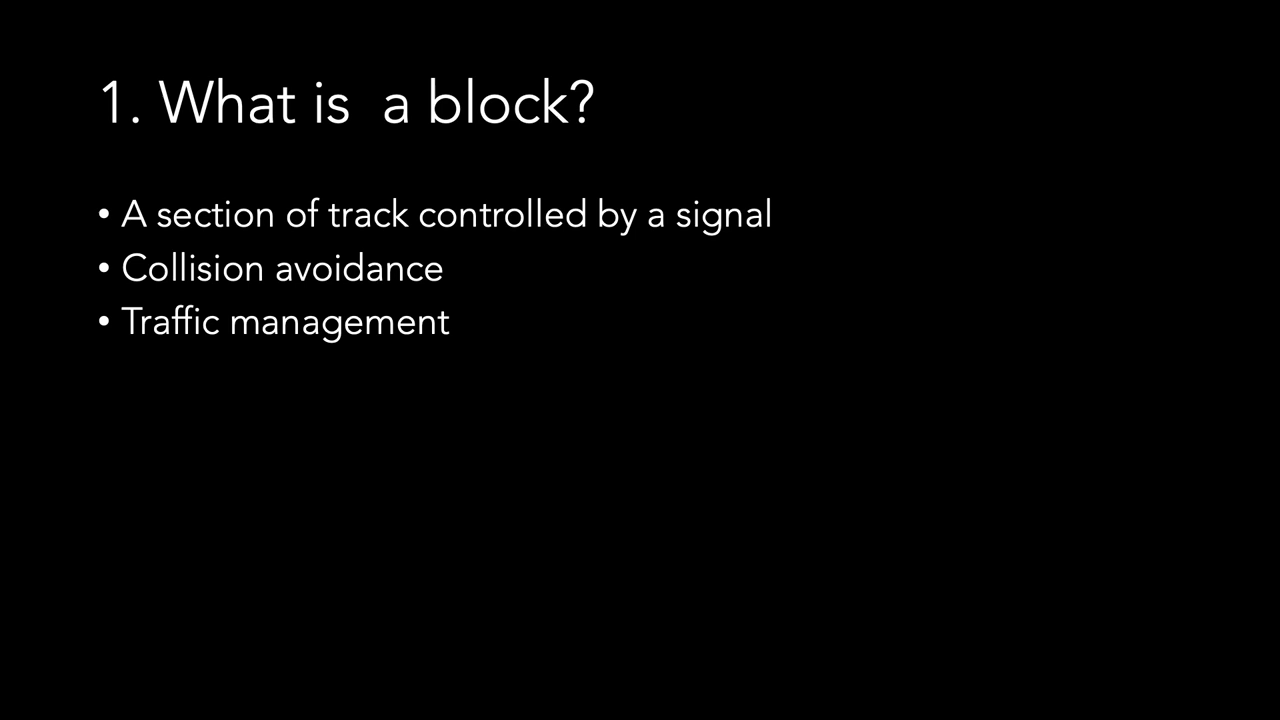 1. What is  a block?
• A section of track controlled by a signal
• Collision avoidance
• Traffic management